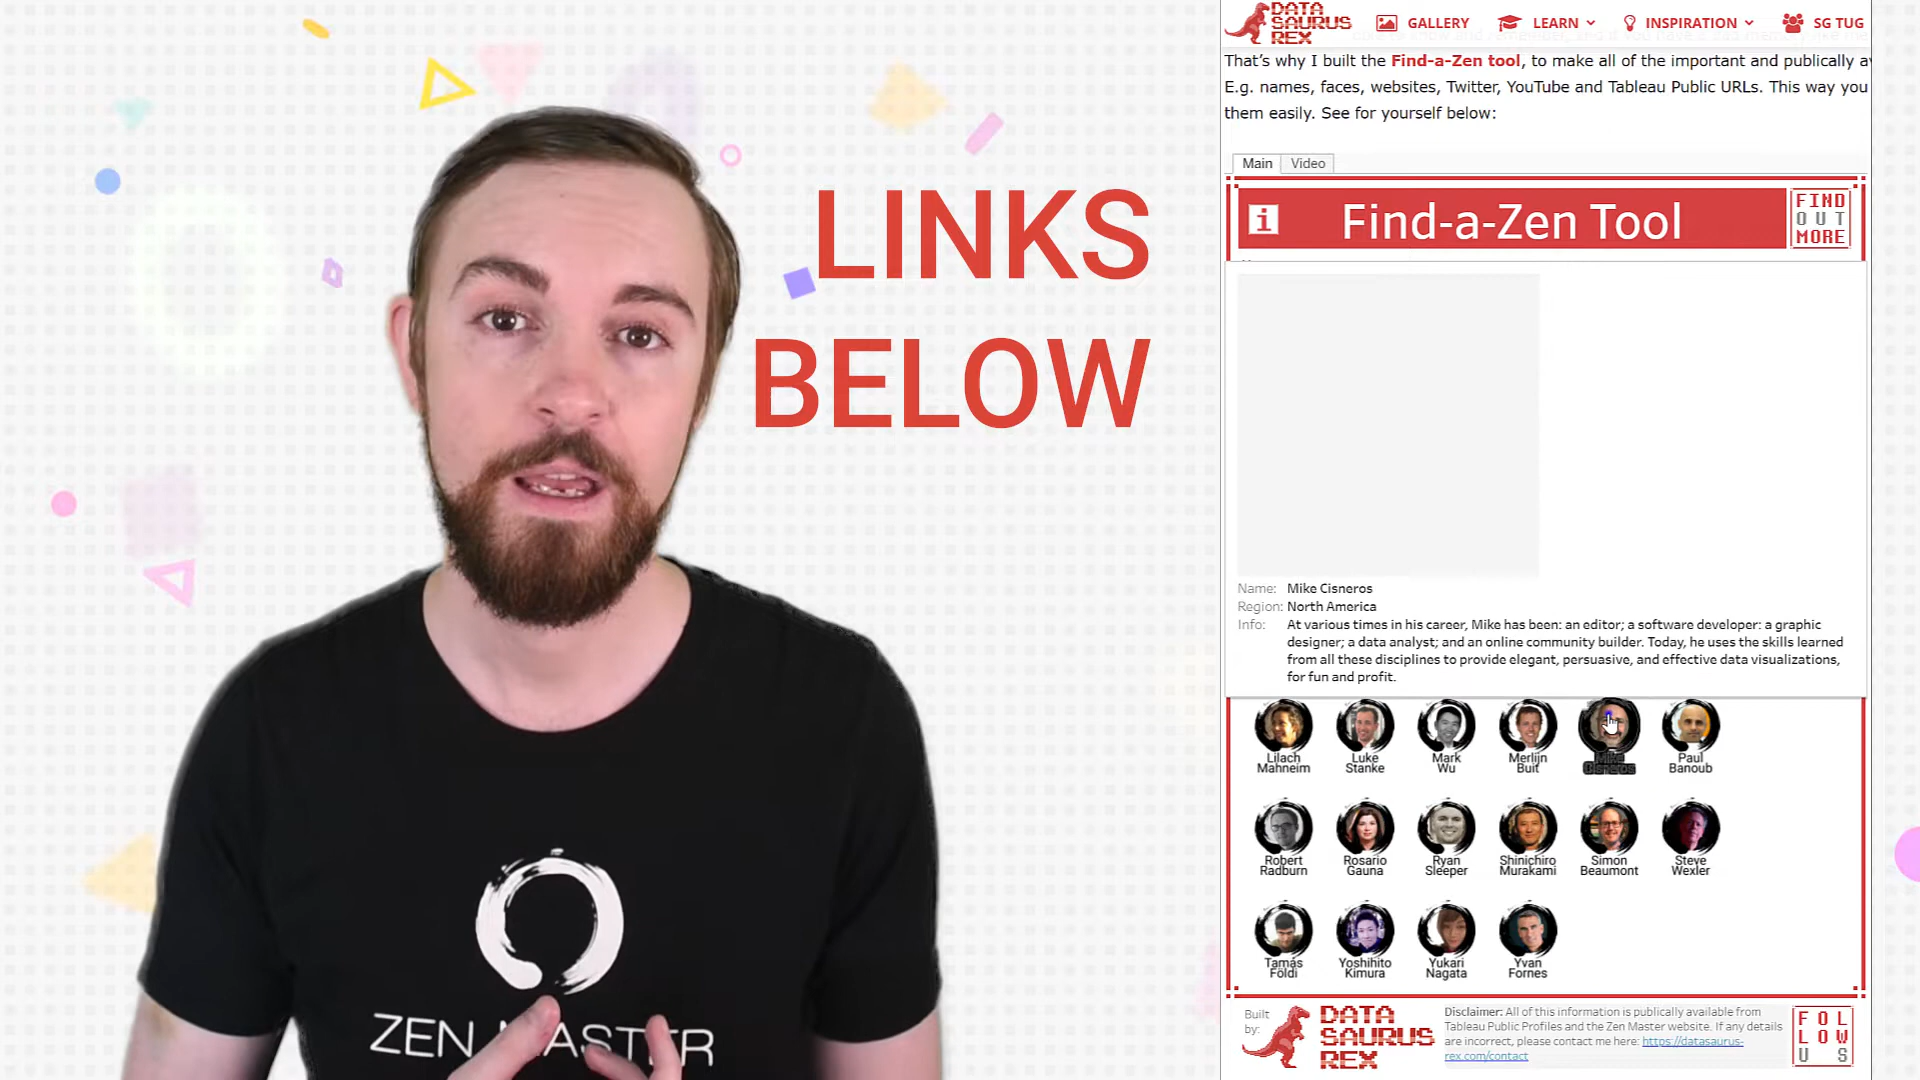 LINKS
BELOW
ZEN MASTER
DATA
SAURUS
REX
GALLERY
LEARN
INSPIRATION
SG TUG
That's why I built the Find-a-Zen tool, to make all of the important and publically
E.g. names, faces, websites, Twitter, YouTube and Tableau Public URLs. This way you
them easily. See for yourself below:
Main
Video
i
Find-a-Zen Tool
FIND
OUT
MORE
Name: Mike Cisneros
Region: North America
Info: At various times in his career, Mike has been: an editor; a software developer: a graphic
designer; a data analyst; and an online community builder. Today, he uses the skills learned
from all these disciplines to provide elegant, persuasive, and effective data visualizations,
for fun and profit.
Lilach
Mahneim
Luke
Stanke
Mark
Wu
Merlijn
Buit
Mike
Cisneros
Paul
Banoub
Robert
Radburn
Rosario
Gauna
Ryan
Sleeper
Shinichiro
Murakami
Simon
Beaumont
Steve
Wexler
Tamás
Földi
Yoshihito
Kimura
Yukari
Nagata
Yvan
Fornes
Built
by:
DATA
SAURUS
REX
Disclaimer: All of this information is publically available from
Tableau Public Profiles and the Zen Master website. If any details
are incorrect, please contact me here: https://datasaurus-
rex.com/contact
FOL
LOW
U S